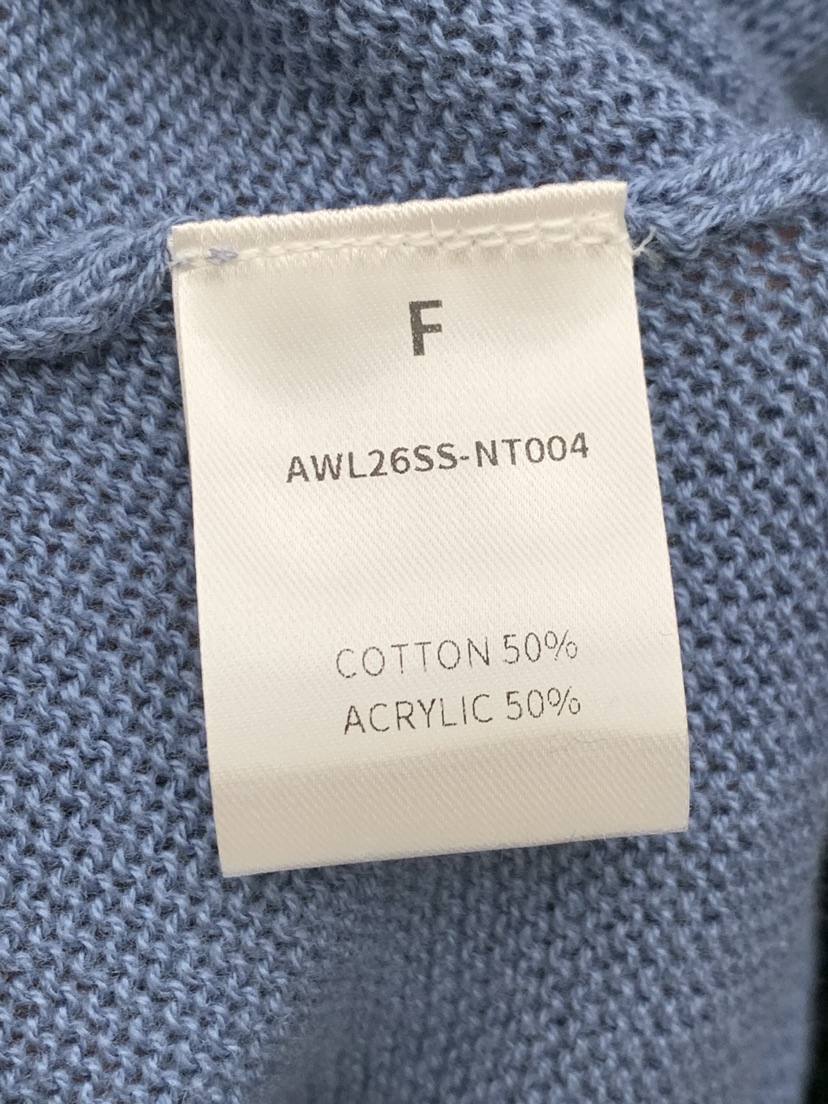 F
AWL26SS-NT004
COTTON 50%
ACRYLIC 50%